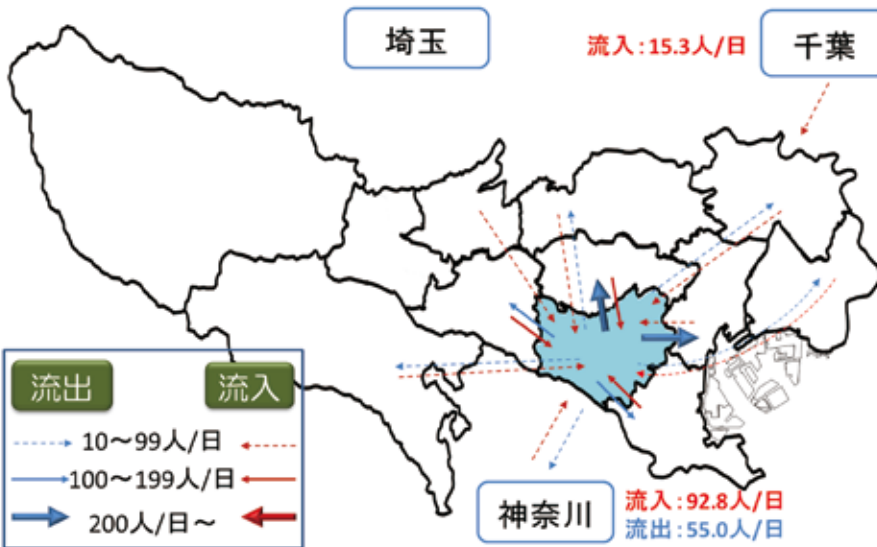 埼玉
流入:15.3人/日
千葉
流出
流入
10～99人/日
100～199人/日
200人/日～
神奈川
流入:92.8人/日
流出:55.0人/日